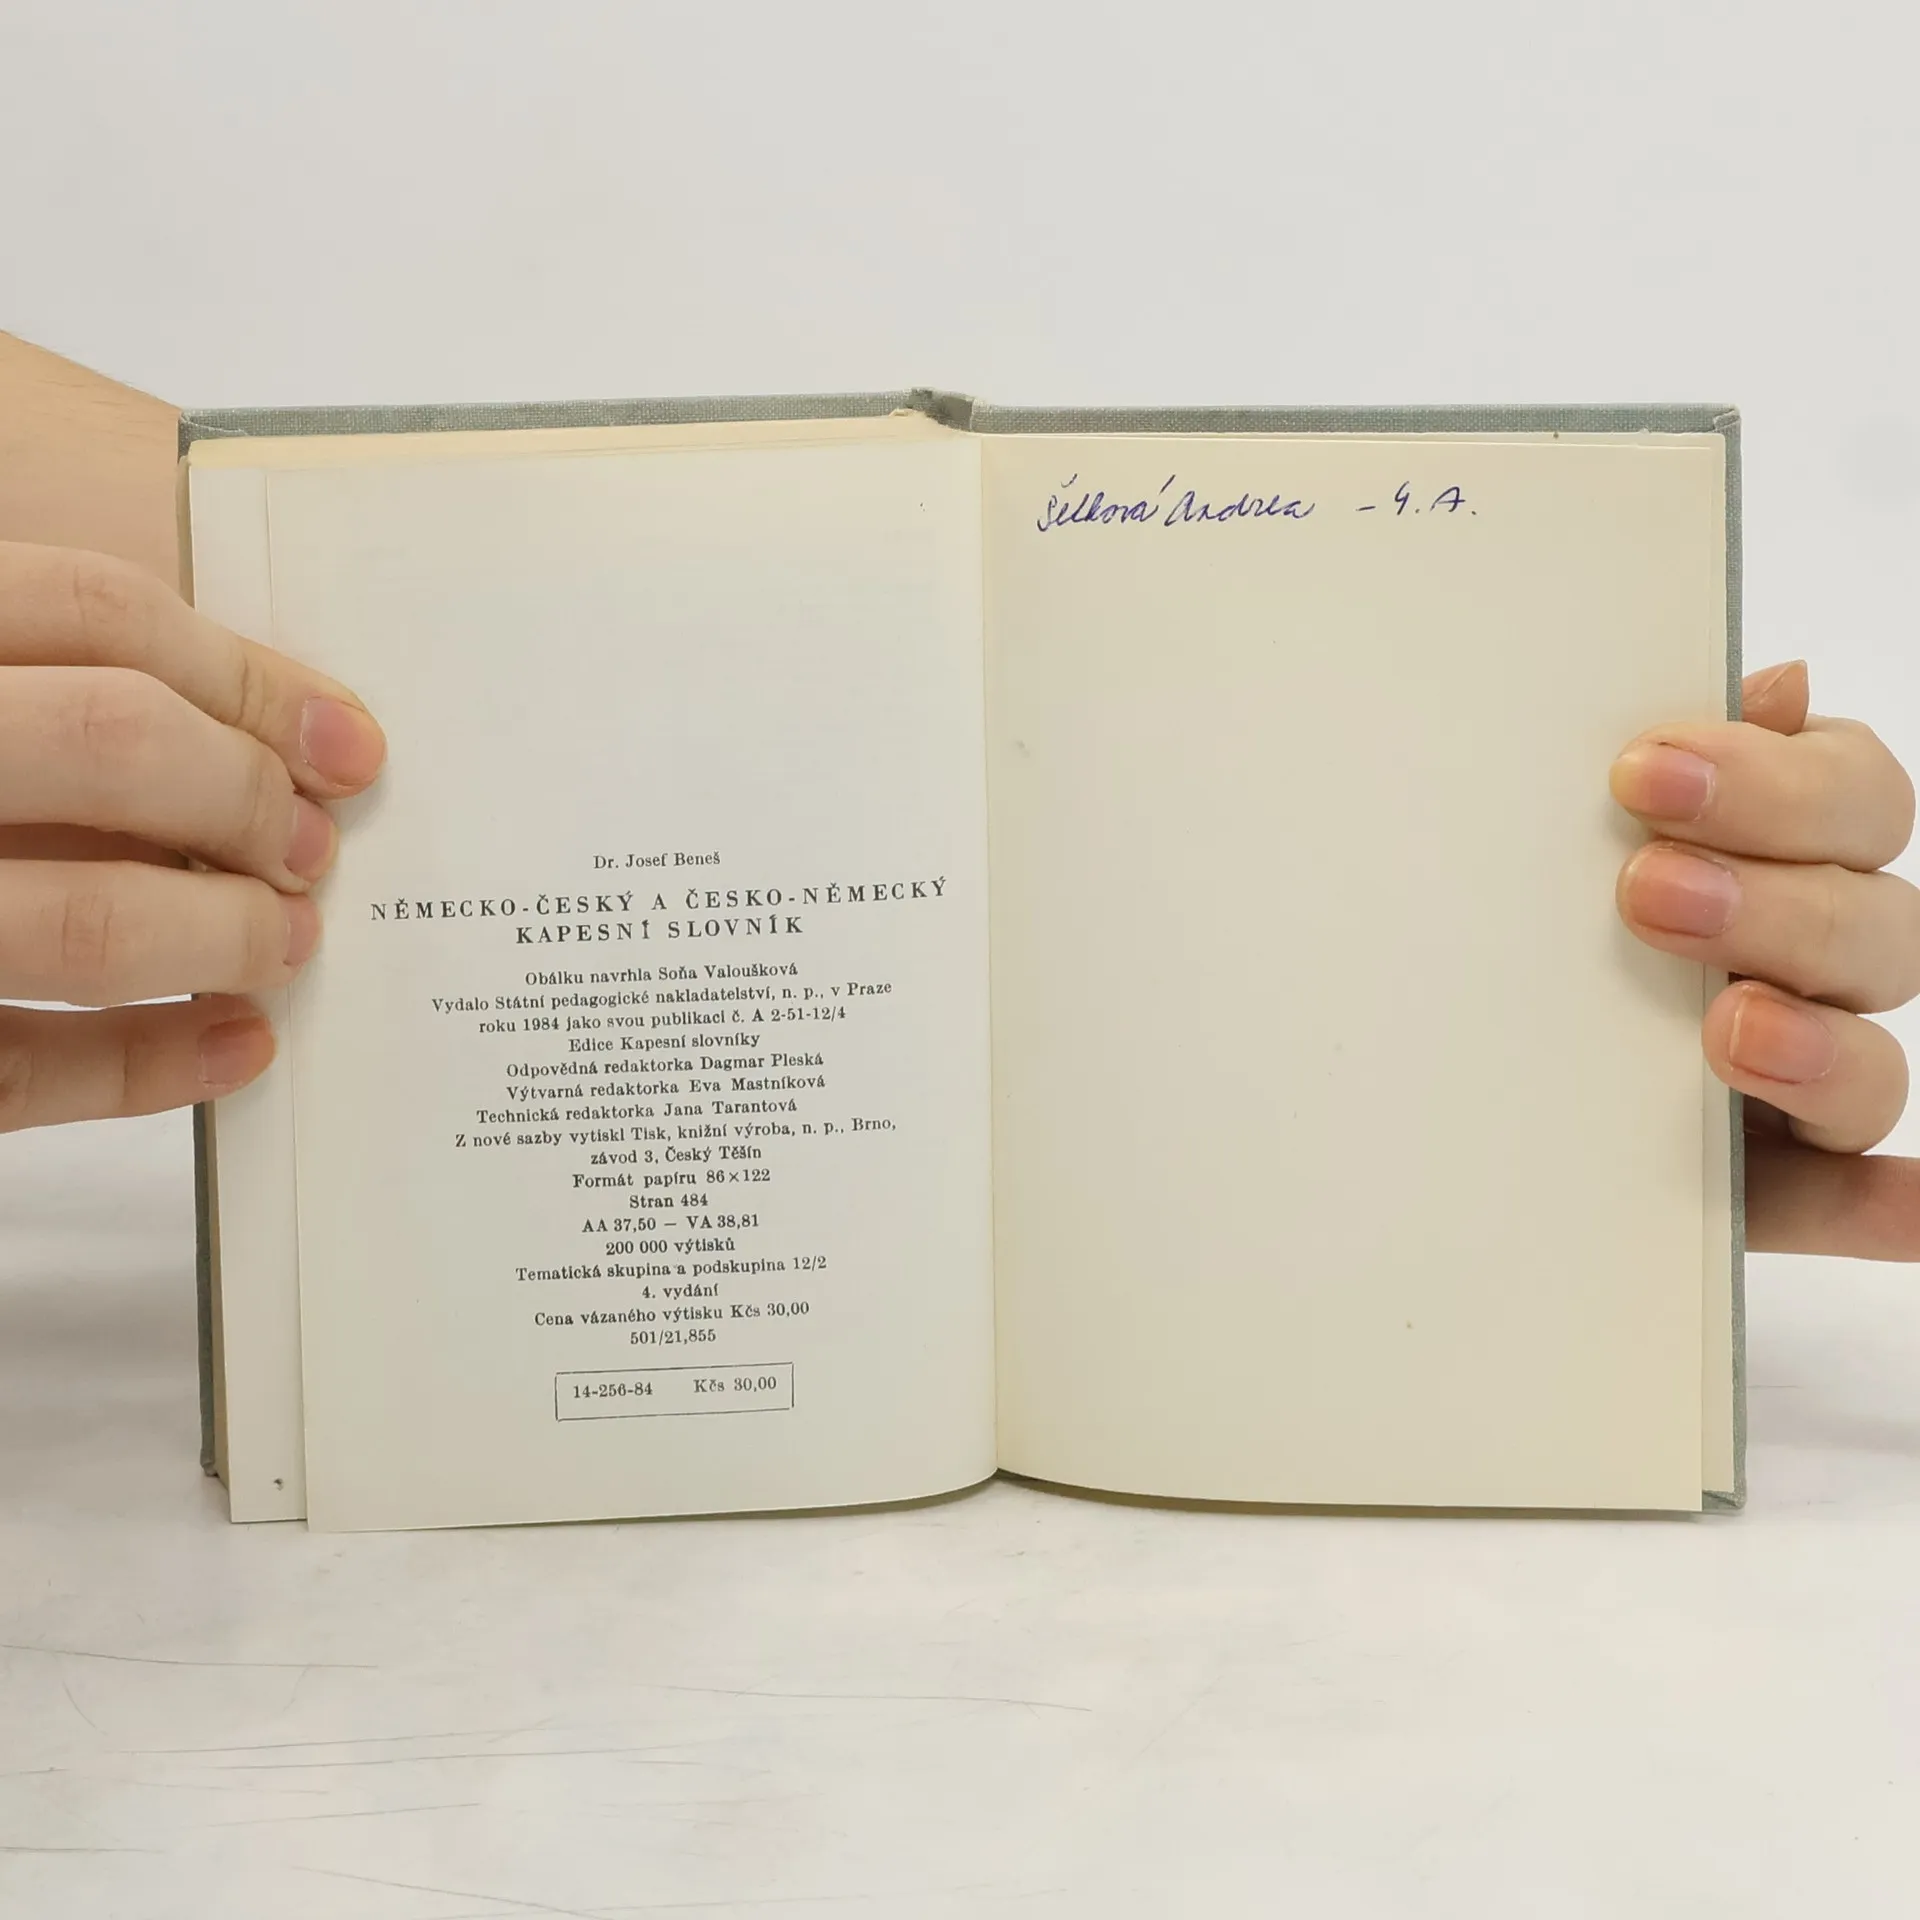 Dr. Josef Beneš
NĚMECKO-ČESKÝ A ČESKO-NĚMECKÝ
KAPESNÍ SLOVNÍK
Obálku navrhla Soňa Valoušková
Vydalo Státní pedagogické nakladatelství, n. p., v Praze
roku 1984 jako svou publikaci č. A 2-51-12/4
Edice Kapesní slovníky
Odpovědná redaktorka Dagmar Pleská
Výtvarná redaktorka Eva Mastníková
Technická redaktorka Jana Tarantová
Z nové sazby vytiskl Tisk, knižní výroba, n. p., Brno,
závod 3, Český Těšín
Formát papíru 86×122
Stran 484
AA 37,50 — VA 38,81
200 000 výtisků
Tematická skupina a podskupina 12/2
4. vydání
Cena vázaného výtisku Kčs 30,00
501/21,855
14-256-84 Kčs 30,00
Andrea - 4. A.